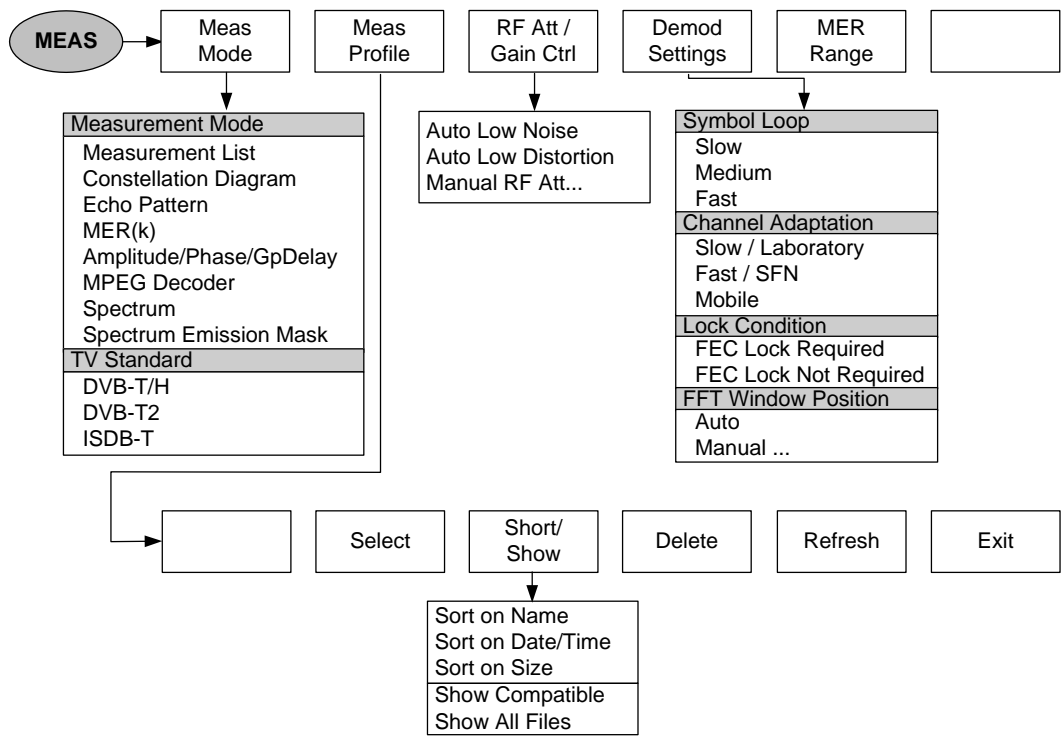 MEAS
Meas
Mode
Meas
Profile
RF Att /
Gain Ctrl
Demod
Settings
MER
Range
Measurement Mode
Measurement List
Constellation Diagram
Echo Pattern
MER(k)
Amplitude/Phase/GpDelay
MPEG Decoder
Spectrum
Spectrum Emission Mask
TV Standard
DVB-T/H
DVB-T2
ISDB-T
Auto Low Noise
Auto Low Distortion
Manual RF Att...
Symbol Loop
Slow
Medium
Fast
Channel Adaptation
Slow / Laboratory
Fast / SFN
Mobile
Lock Condition
FEC Lock Required
FEC Lock Not Required
FFT Window Position
Auto
Manual ...
Select
Short/
Show
Delete
Refresh
Exit
Sort on Name
Sort on Date/Time
Sort on Size
Show Compatible
Show All Files